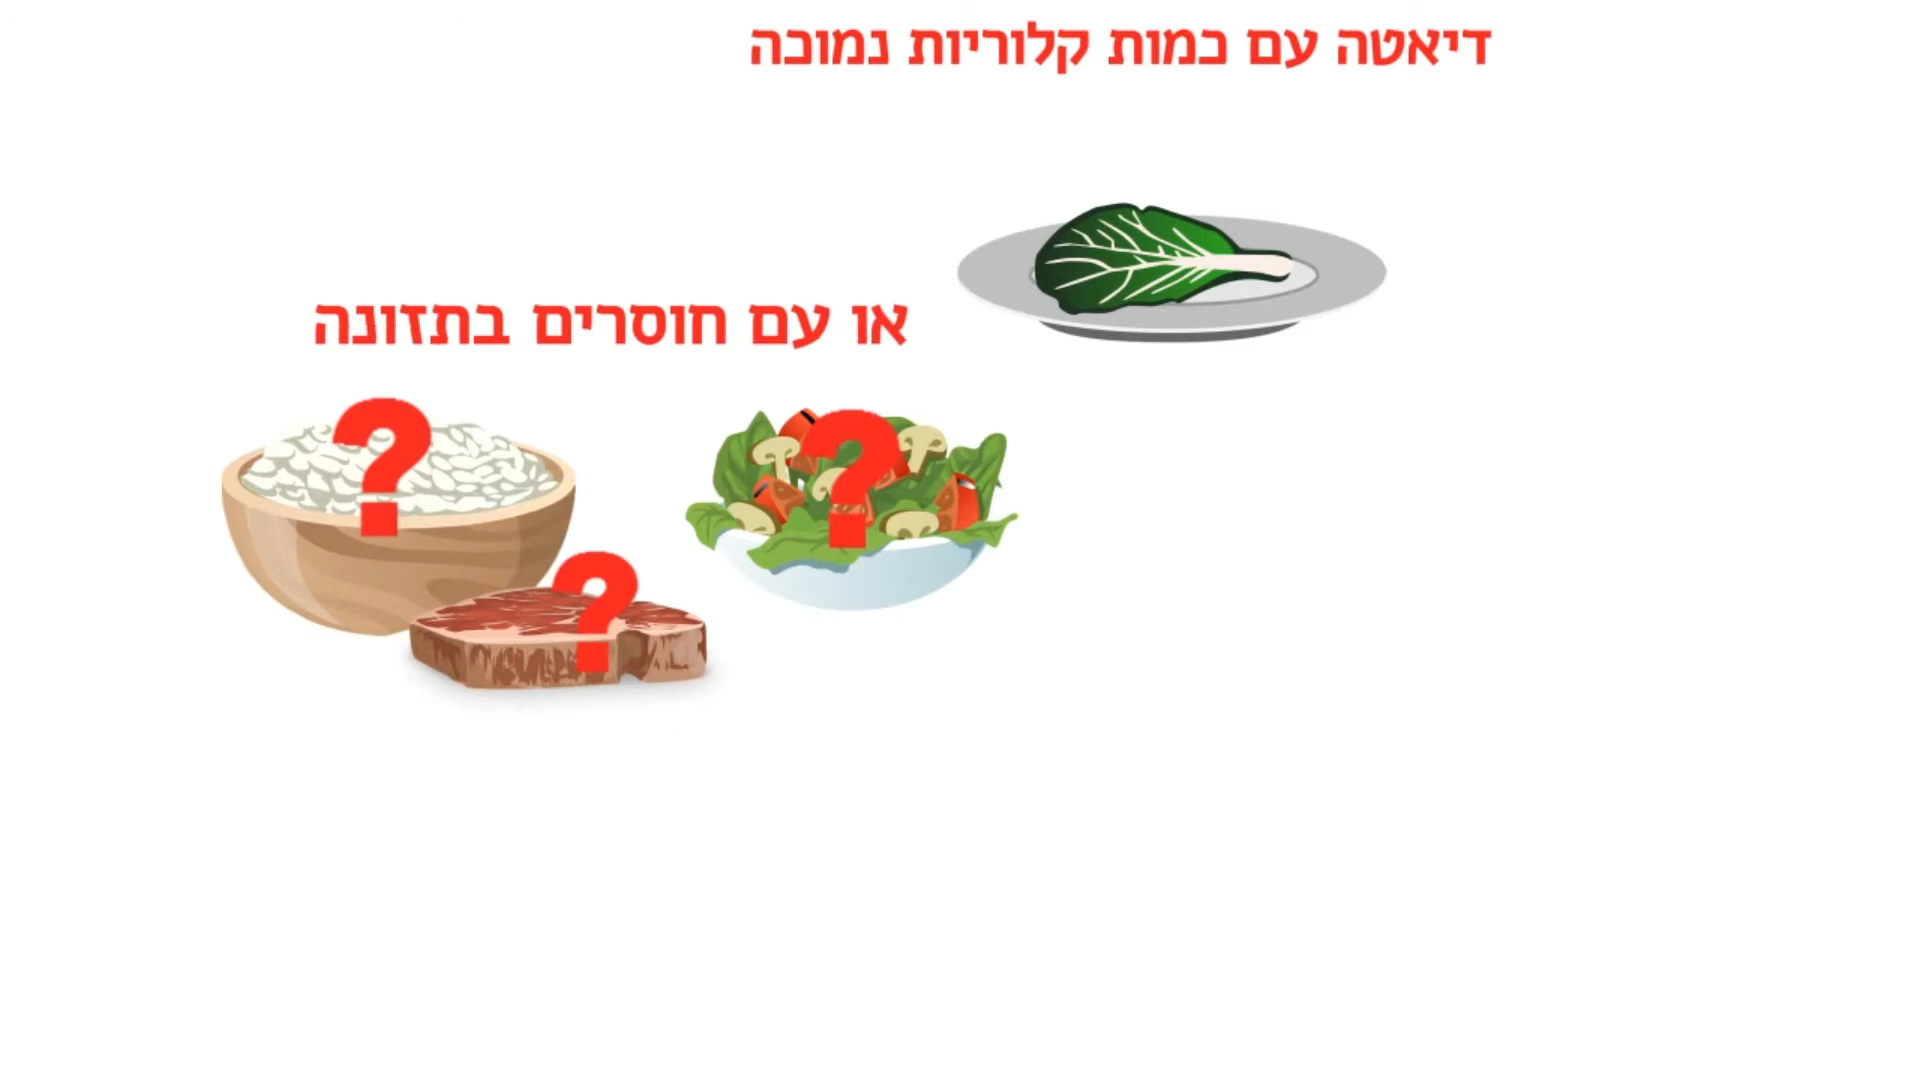 דיאטה עם כמות קלוריות נמוכה
או עם חוסרים בתזונה
?
?
?